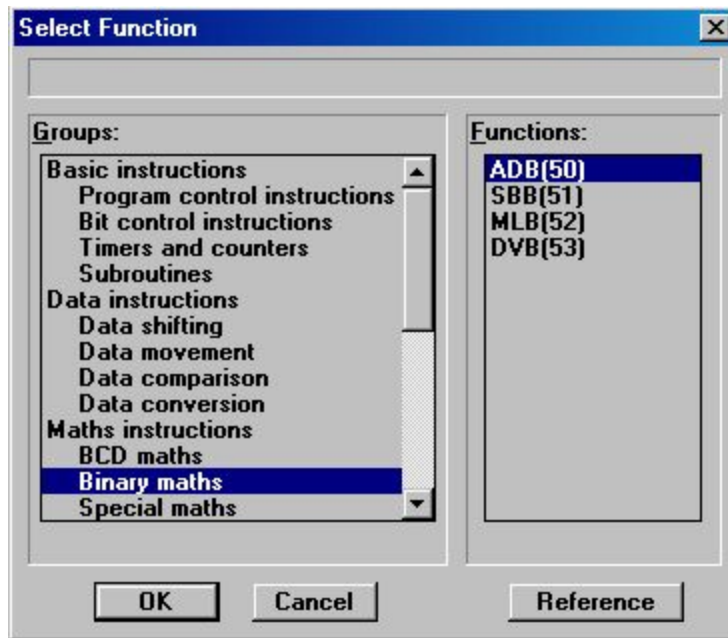 Select Function
Groups:
Basic instructions
Program control instructions
Bit control instructions
Timers and counters
Subroutines
Data instructions
Data shifting
Data movement
Data comparison
Data conversion
Maths instructions
BCD maths
Binary maths
Special maths
Functions:
ADB(50)
SBB(51)
MLB(52)
DVB(53)
OK
Cancel
Reference